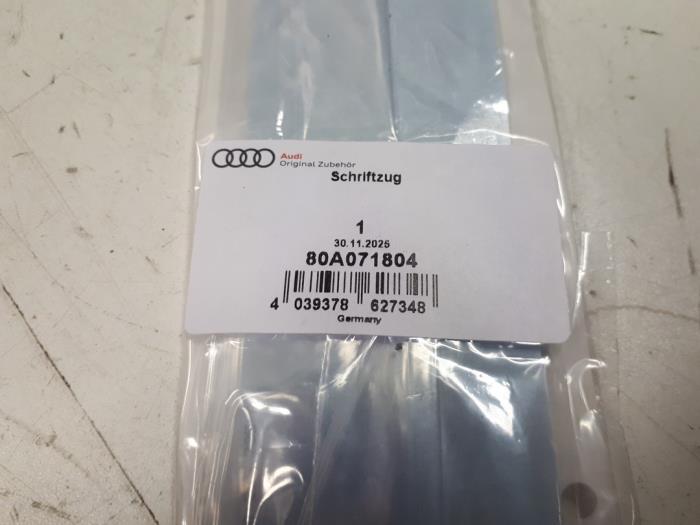 Audi
Original Zubehör
Schriftzug
1
30.11.2025
80A071804
4 039378 627348
Germany